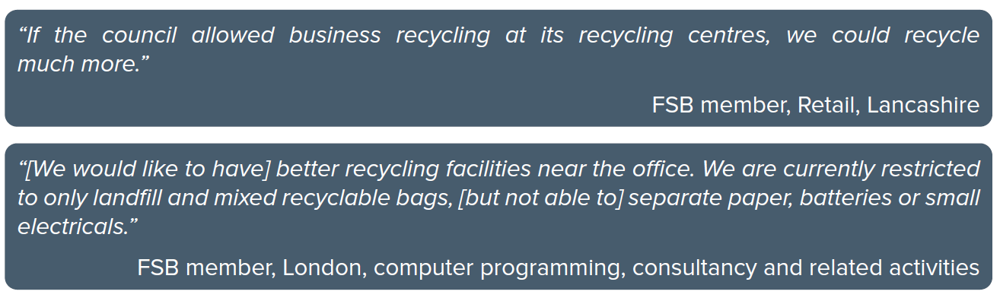 “If the council allowed business recycling at its recycling centres, we could recycle
much more.”
FSB member, Retail, Lancashire
“[We would like to have] better recycling facilities near the office. We are currently restricted
to only landfill and mixed recyclable bags, [but not able to] separate paper, batteries or small
electricals.”
FSB member, London, computer programming, consultancy and related activities